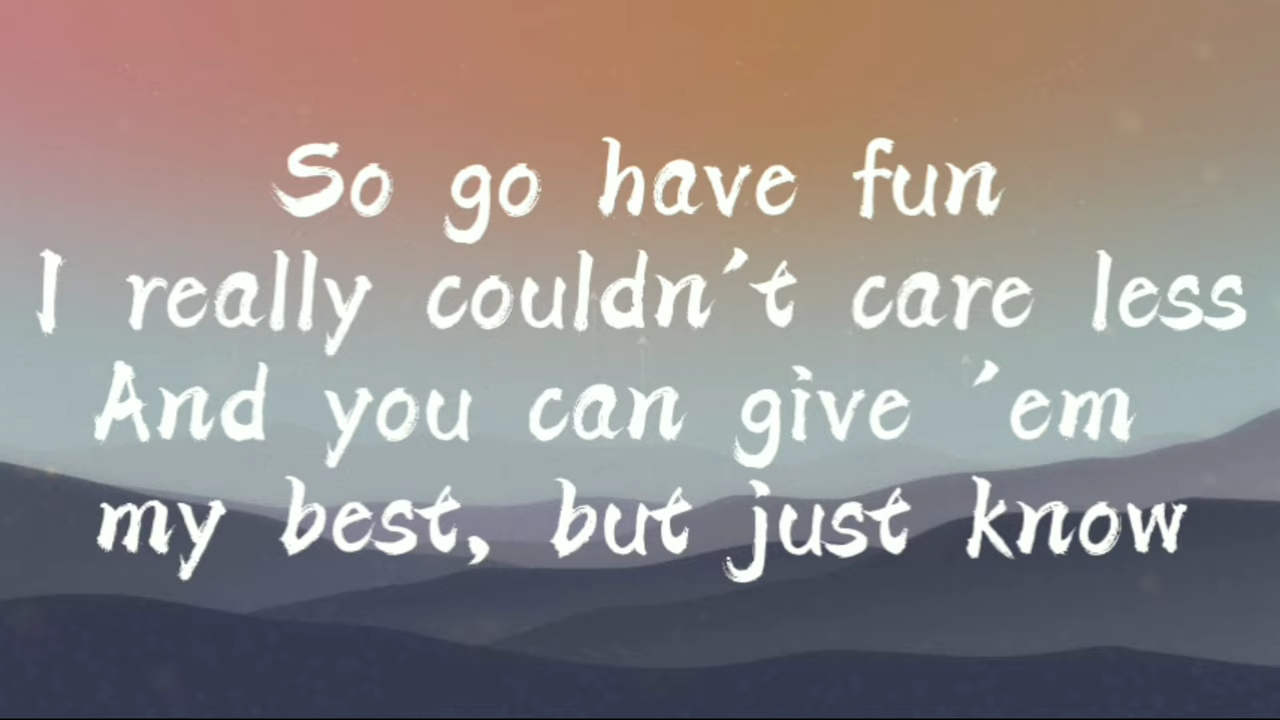 So go have fun
I really couldn't care less
And you can give 'em
my best, but just know